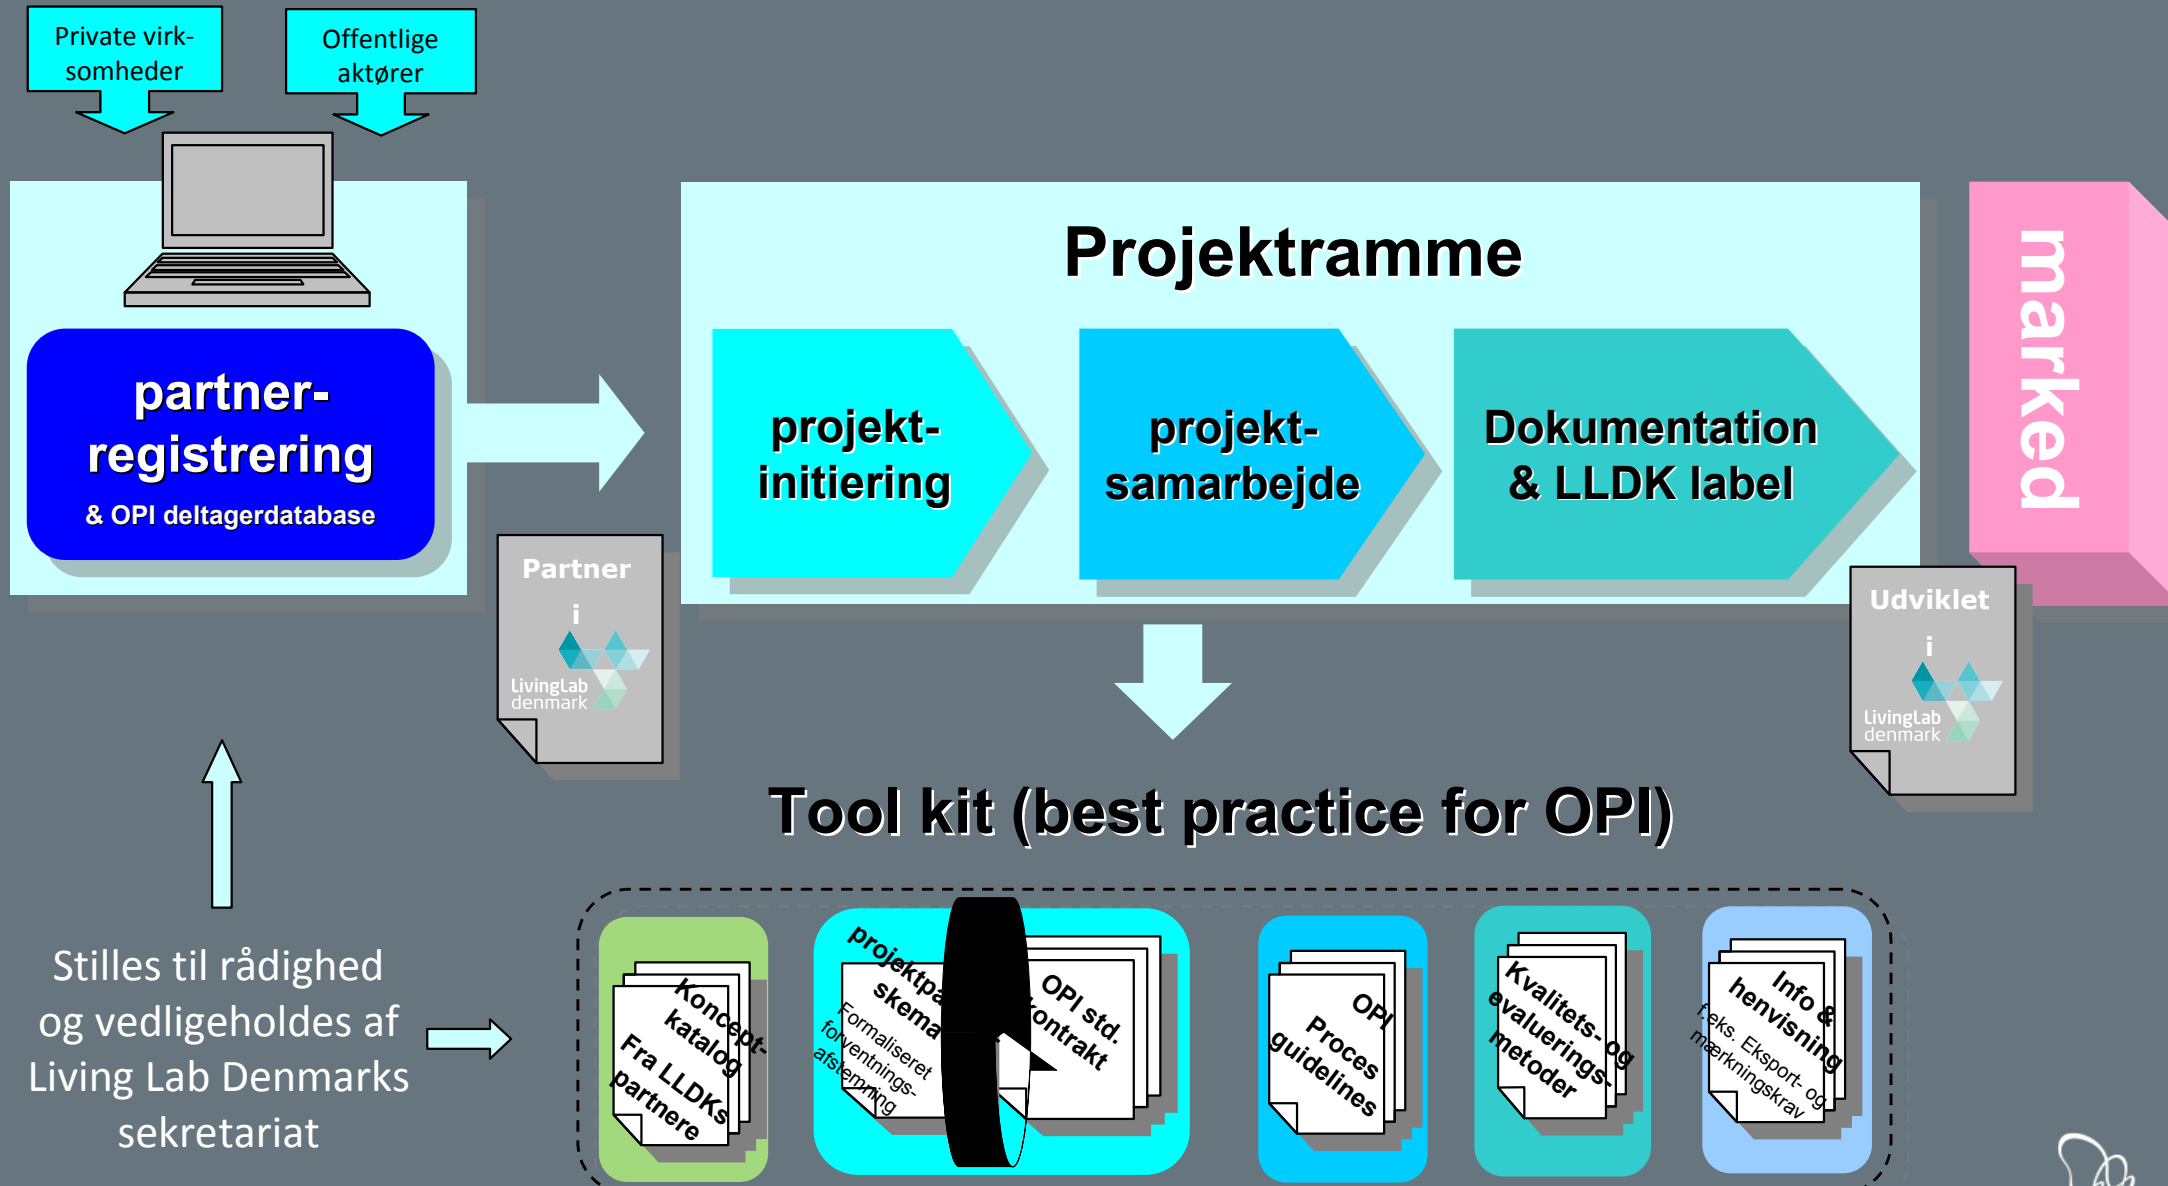 Private virk-
somheder
Offentlige
aktører
partner-
registrering
& OPI deltagerdatabase
Projektramme
projekt-
initiering
projekt-
samarbejde
Dokumentation
& LLDK label
marked
Partner
i
LivingLab
denmark
Udviklet
i
LivingLab
denmark
Tool kit (best practice for OPI)
Stilles til rådighed
og vedligeholdes af
Living Lab Denmarks
sekretariat
Koncept-
katalog
Fra LLDKs
partnere
skema
Formaliseret
forventnings-
afstemning
OPI std.
kontrakt
OPI
Proces
guidelines
Kvalitets- og
evaluerings-
metoder
Info &
henvisning
f.eks. Eksport- og
mærkningskrav